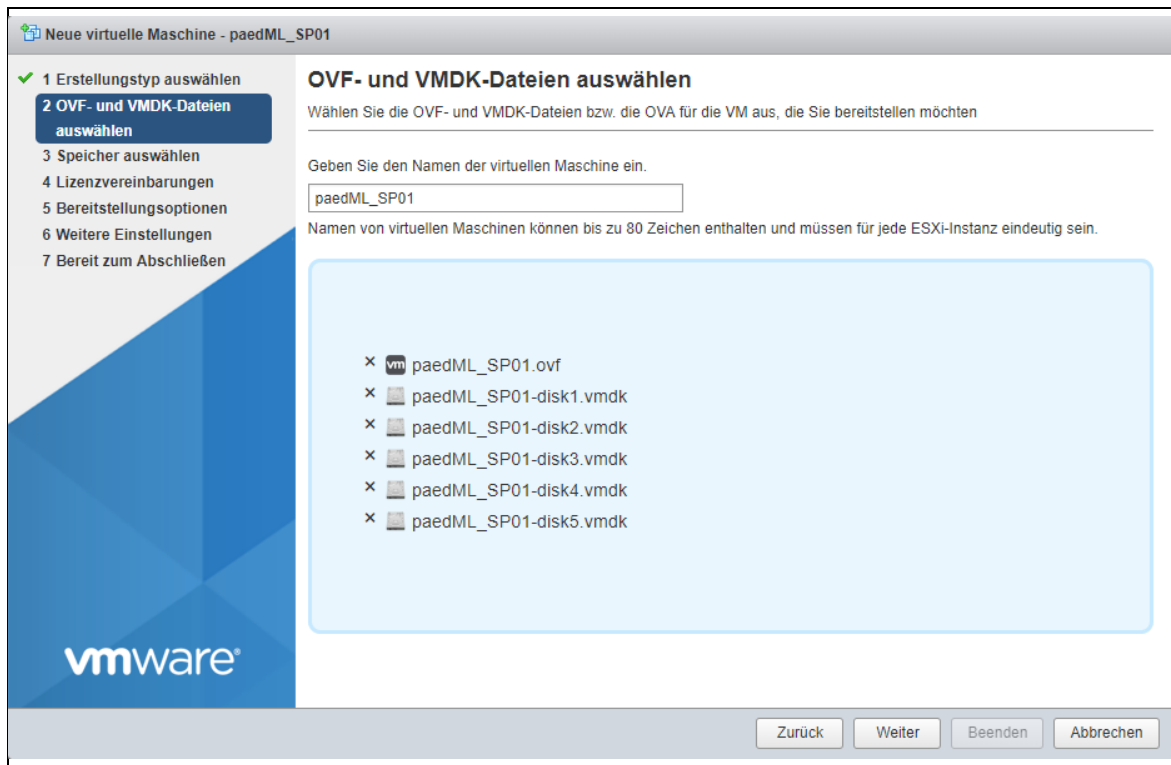 Neue virtuelle Maschine - paedML_SP01
1 Erstellungstyp auswählen
2 OVF- und VMDK-Dateien
auswählen
3 Speicher auswählen
4 Lizenzvereinbarungen
5 Bereitstellungsoptionen
6 Weitere Einstellungen
7 Bereit zum Abschließen
OVF- und VMDK-Dateien auswählen
Wählen Sie die OVF- und VMDK-Dateien bzw. die OVA für die VM aus, die Sie bereitstellen möchten
Geben Sie den Namen der virtuellen Maschine ein.
paedML_SP01
Namen von virtuellen Maschinen können bis zu 80 Zeichen enthalten und müssen für jede ESXi-Instanz eindeutig sein.
vm paedML_SP01.ovf
paedML_SP01-disk1.vmdk
paedML_SP01-disk2.vmdk
paedML_SP01-disk3.vmdk
paedML_SP01-disk4.vmdk
paedML_SP01-disk5.vmdk
vmware®
Zurück Weiter Beenden Abbrechen